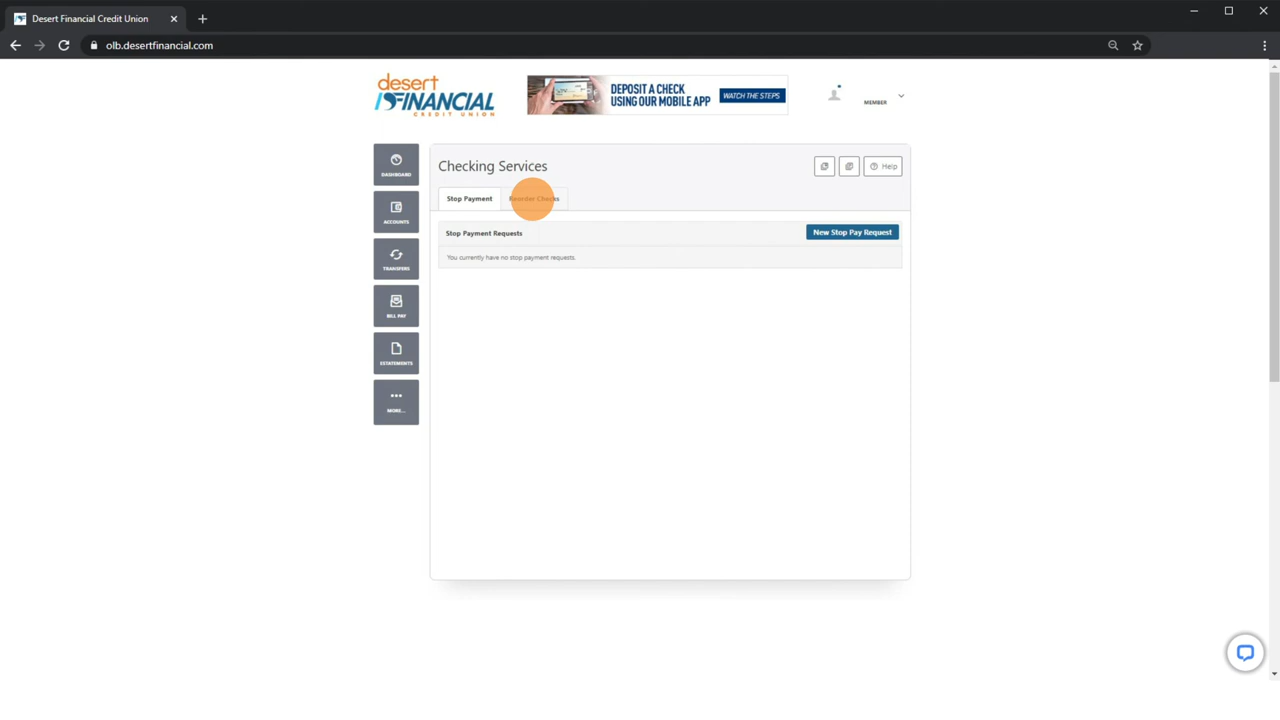 Desert Financial Credit Union
olb.desertfinancial.com
desert
FINANCIAL
CREDIT UNION
DEPOSIT A CHECK
USING OUR MOBILE APP
WATCH THE STEPS
MEMBER
DASHBOARD
ACCOUNTS
TRANSFERS
BILL PAY
ESTATEMENTS
MORE...
Checking Services
Help
Stop Payment
Reorder Checks
Stop Payment Requests
New Stop Pay Request
You currently have no stop payment requests.